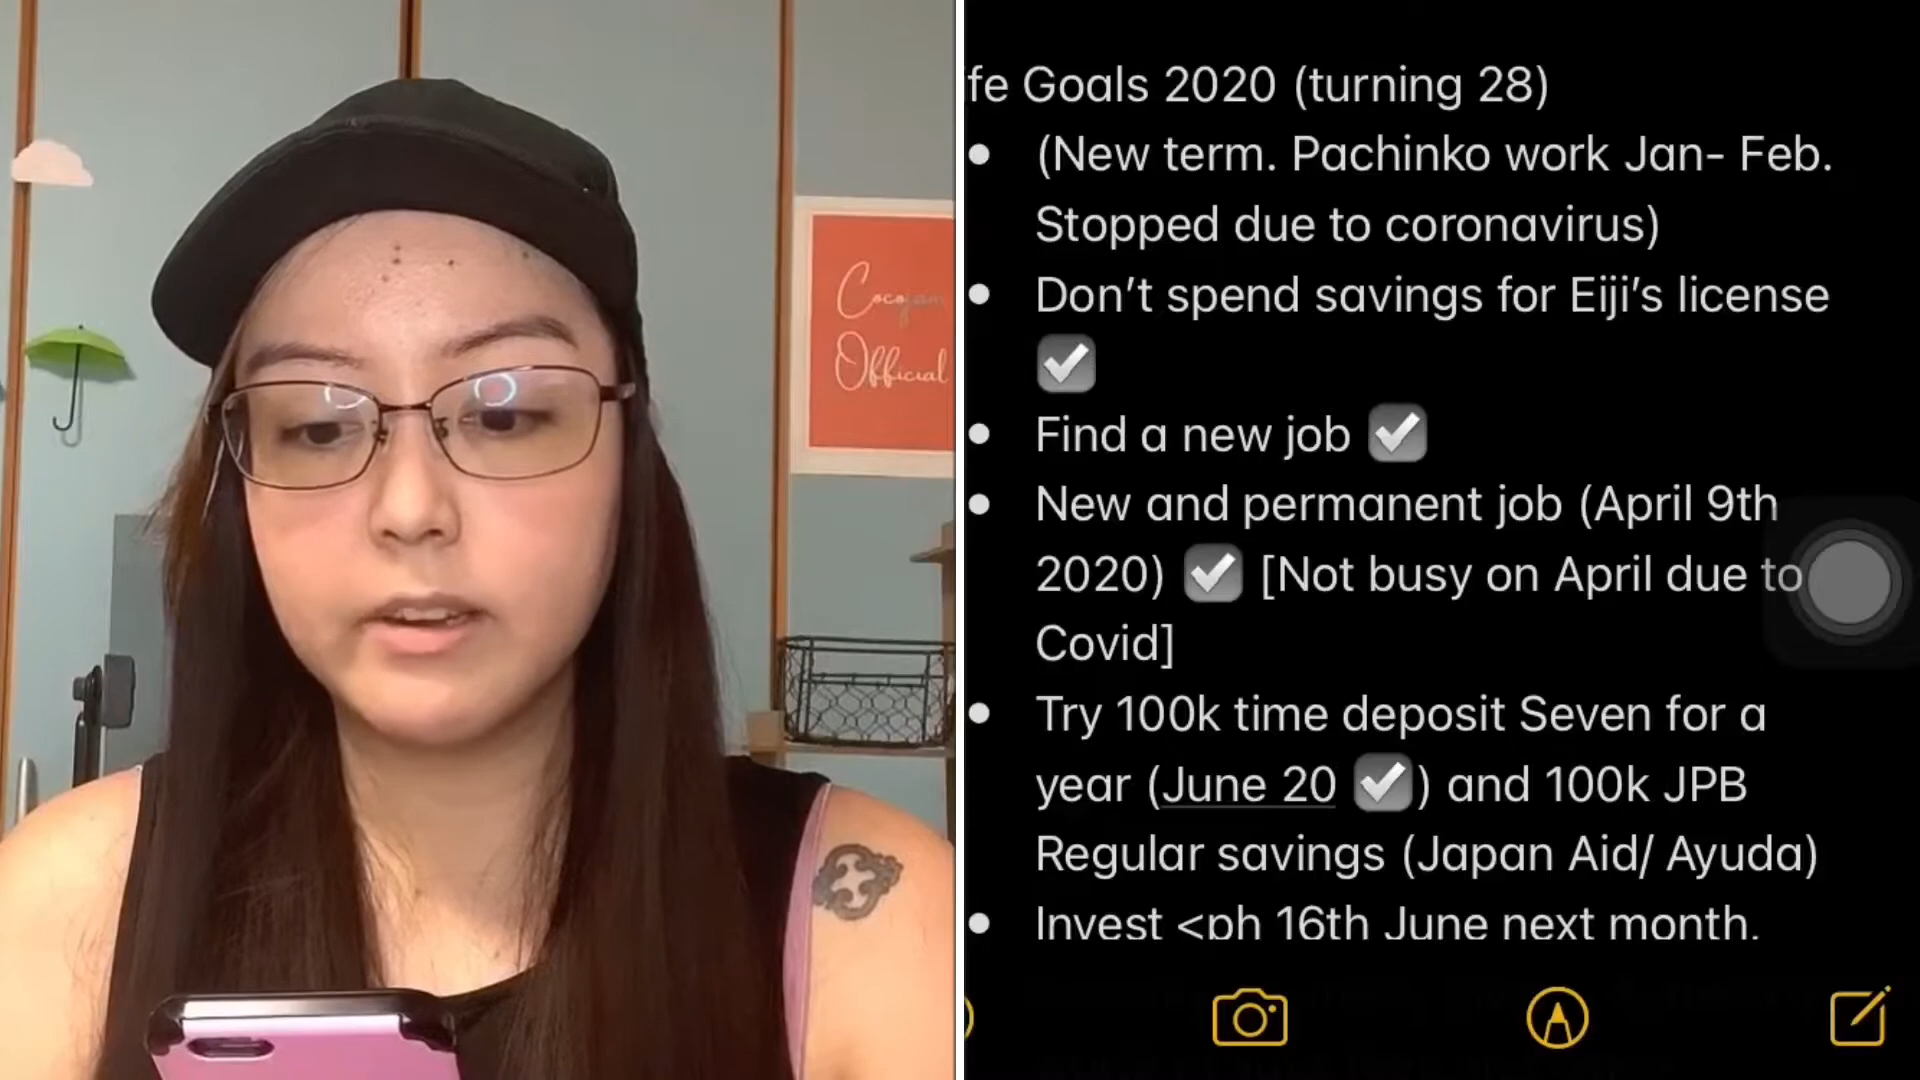 Cocojam
Official
fe Goals 2020 (turning 28)
• (New term. Pachinko work Jan- Feb.
Stopped due to coronavirus)
• Don't spend savings for Eiji's license
✔
• Find a new job ✔
• New and permanent job (April 9th
2020) ✔ [Not busy on April due to
Covid]
• Try 100k time deposit Seven for a
year (June 20 ✔) and 100k JPB
Regular savings (Japan Aid/ Ayuda)
• Invest <ph 16th June next month.